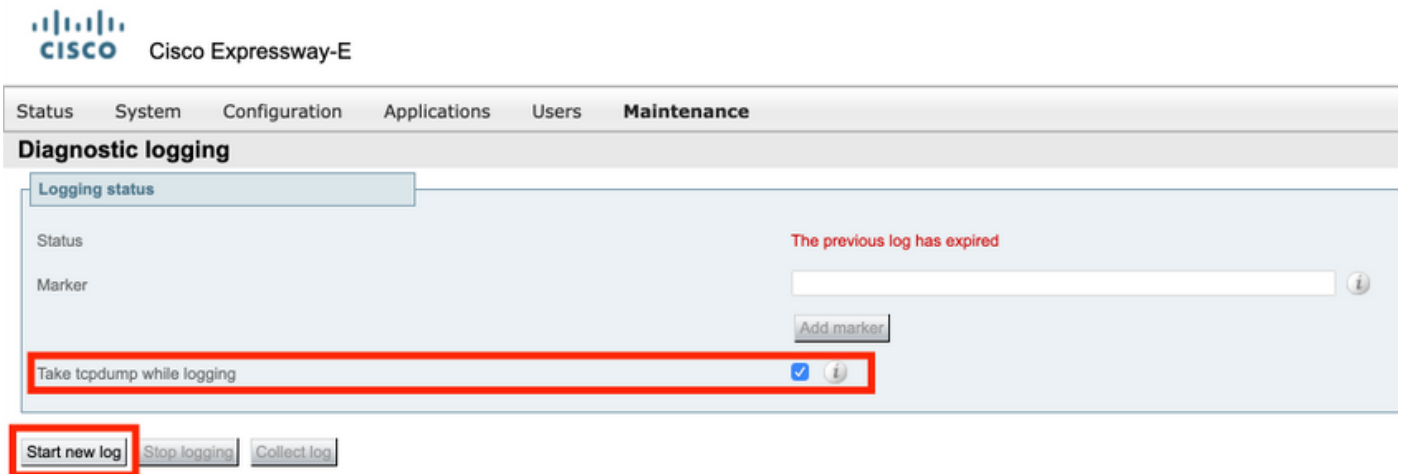 CISCO Cisco Expressway-E
Status System Configuration Applications Users Maintenance
Diagnostic logging
Logging status
Status The previous log has expired
Marker i
Add marker
Take tcpdump while logging i
Start new log Stop logging Collect log